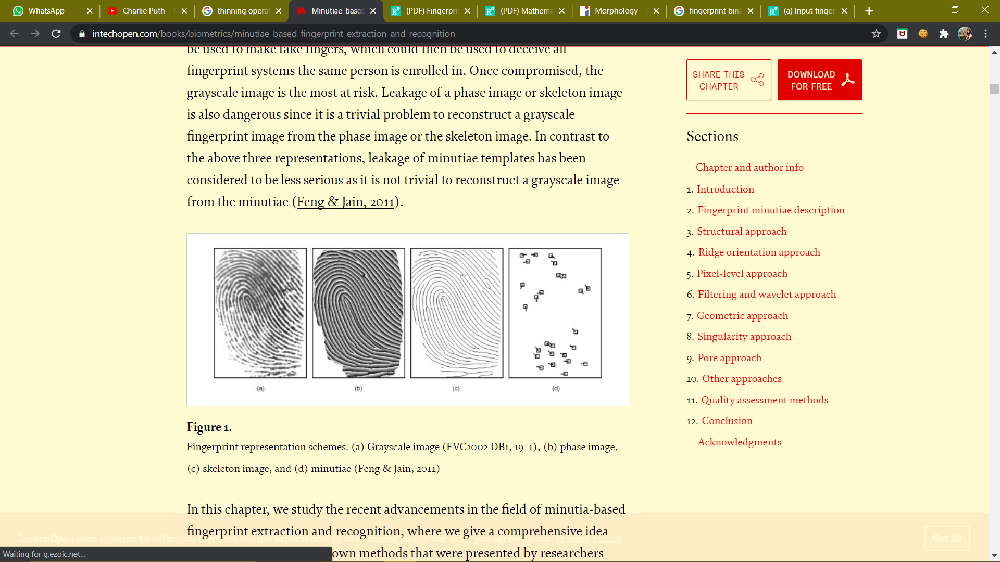 WhatsApp
Charlie Puth - T
thinning operat
Minutiae-based
(PDF) Fingerprin
(PDF) Mathema
Morphology - T
fingerprint bina
(a) Input finger
intechopen.com/books/biometrics/minutiae-based-fingerprint-extraction-and-recognition
be used to make fake fingers, which could then be used to deceive all
fingerprint systems the same person is enrolled in. Once compromised, the
grayscale image is the most at risk. Leakage of a phase image or skeleton image
is also dangerous since it is a trivial problem to reconstruct a grayscale
fingerprint image from the phase image or the skeleton image. In contrast to
the above three representations, leakage of minutiae templates has been
considered to be less serious as it is not trivial to reconstruct a grayscale image
from the minutiae (Feng & Jain, 2011).
(a)
(b)
(c)
(d)
Figure 1.
Fingerprint representation schemes. (a) Grayscale image (FVC2002 DB1, 19_1), (b) phase image,
(c) skeleton image, and (d) minutiae (Feng & Jain, 2011)
In this chapter, we study the recent advancements in the field of minutia-based
fingerprint extraction and recognition, where we give a comprehensive idea
own methods that were presented by researchers
SHARE THIS
CHAPTER
DOWNLOAD
FOR FREE
Sections
Chapter and author info
1. Introduction
2. Fingerprint minutiae description
3. Structural approach
4. Ridge orientation approach
5. Pixel-level approach
6. Filtering and wavelet approach
7. Geometric approach
8. Singularity approach
9. Pore approach
10. Other approaches
11. Quality assessment methods
12. Conclusion
Acknowledgments
IntechOpen uses cookies to offer you the best online experience. By continuing to use our site, you agree to our Privacy Policy
Got it!
Waiting for g.ezoic.net...